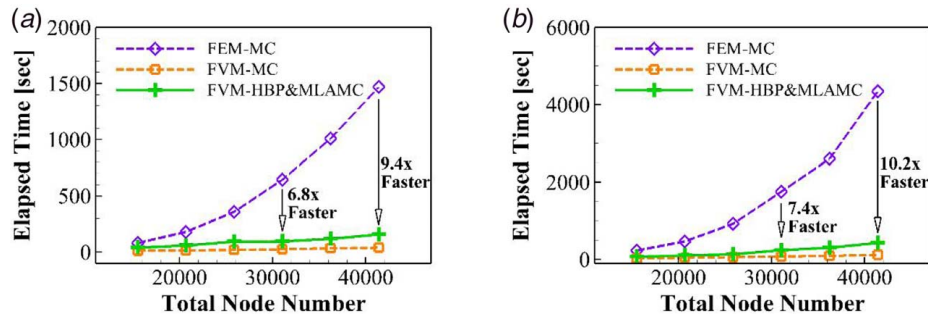 (a)
2000
1500
1000
500
0
Elapsed Time [sec]
FEM-MC
FVM-MC
FVM-HBP&MLAMC
6.8x
Faster
9.4x
Faster
20000 30000 40000
Total Node Number
(b)
6000
4000
2000
0
Elapsed Time [sec]
FEM-MC
FVM-MC
FVM-HBP&MLAMC
7.4x
Faster
10.2x
Faster
20000 30000 40000
Total Node Number